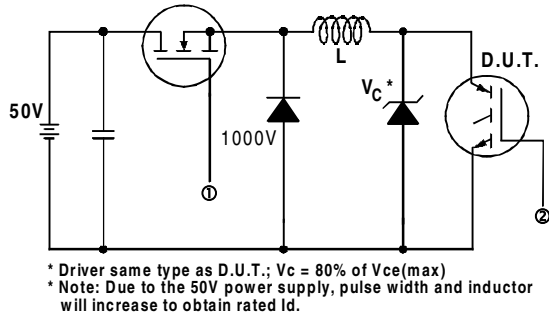 L
D.U.T.
VC *
50V
1000V
①
②
* Driver same type as D.U.T.; Vc = 80% of Vce(max)
* Note: Due to the 50V power supply, pulse width and inductor
will increase to obtain rated Id.